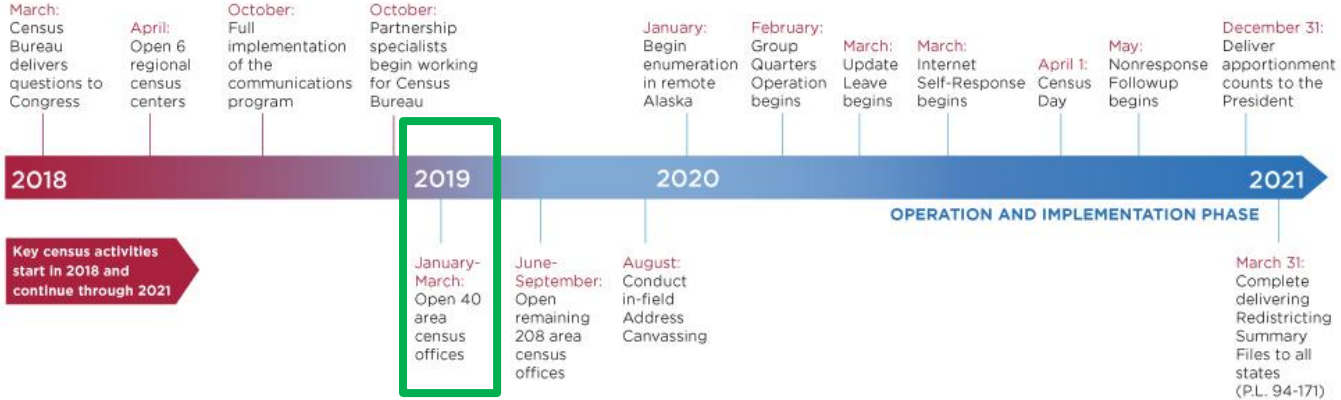 March:
Census
Bureau
delivers
questions to
Congress
April:
Open 6
regional
census
centers
October:
Full
implementation
of the
communications
program
October:
Partnership
specialists
begin working
for Census
Bureau
January:
Begin
enumeration
in remote
Alaska
February:
Group
Quarters
Operation
begins
March:
Update
Leave
begins
March:
Internet
Self-Response
begins
April 1:
Census
Day
May:
Nonresponse
Followup
begins
December 31:
Deliver
apportionment
counts to the
President
2018
2019
2020
2021
OPERATION AND IMPLEMENTATION PHASE
Key census activities
start in 2018 and
continue through 2021
January-
March:
Open 40
area
census
offices
June-
September:
Open
remaining
208 area
census
offices
August:
Conduct
in-field
Address
Canvassing
March 31:
Complete
delivering
Redistricting
Summary
Files to all
states
(P.L. 94-171)